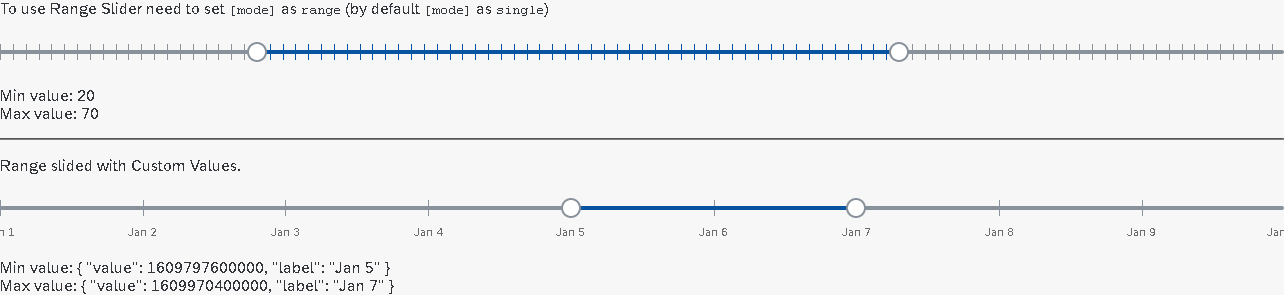 To use Range Slider need to set [mode] as range (by default [mode] as single)
Min value: 20
Max value: 70
Range slided with Custom Values.
n 1 Jan 2 Jan 3 Jan 4 Jan 5 Jan 6 Jan 7 Jan 8 Jan 9 Jan
Min value: { "value": 1609797600000, "label": "Jan 5" }
Max value: { "value": 1609970400000, "label": "Jan 7" }